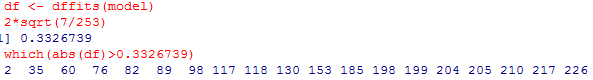 df <- dffits(model)
2*sqrt(7/253)
1] 0.3326739
which(abs(df)>0.3326739)
2 35 60 76 82 89 98 117 118 130 153 185 198 199 204 205 210 217 226